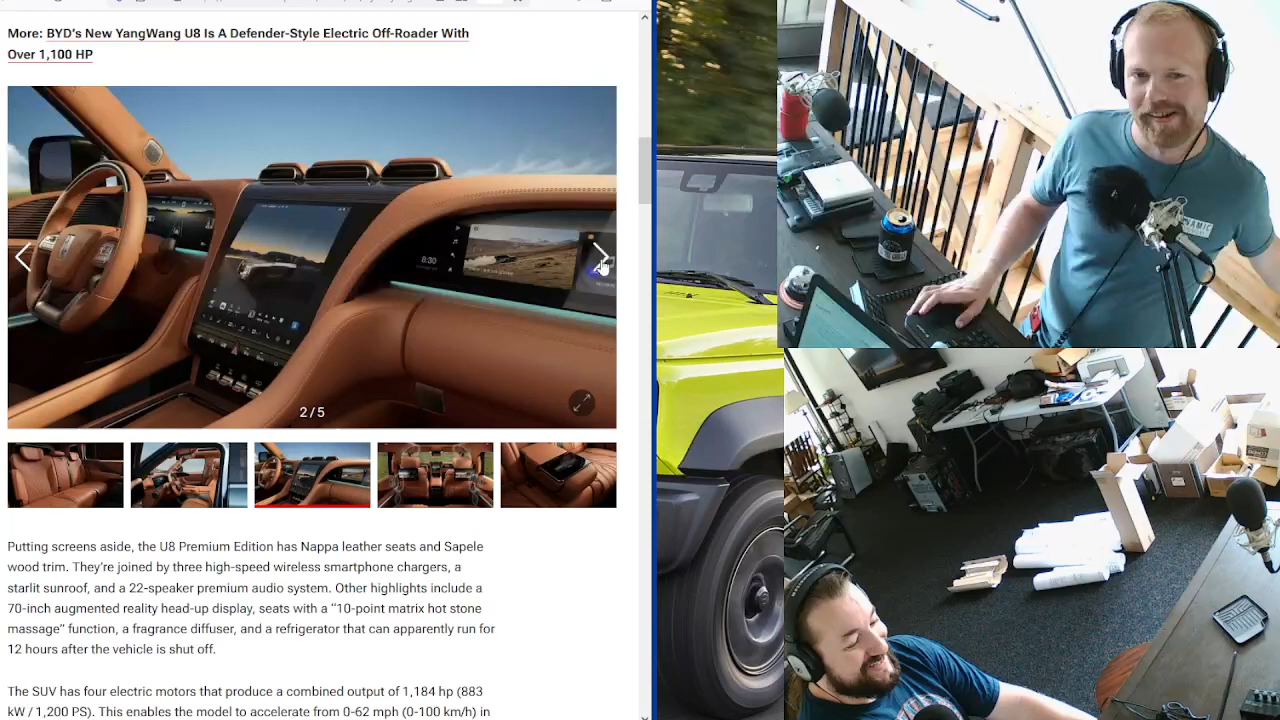 More: BYD's New YangWang U8 Is A Defender-Style Electric Off-Roader With
Over 1,100 HP
8:30
2 / 5
Putting screens aside, the U8 Premium Edition has Nappa leather seats and Sapele
wood trim. They're joined by three high-speed wireless smartphone chargers, a
starlit sunroof, and a 22-speaker premium audio system. Other highlights include a
70-inch augmented reality head-up display, seats with a “10-point matrix hot stone
massage” function, a fragrance diffuser, and a refrigerator that can apparently run for
12 hours after the vehicle is shut off.
The SUV has four electric motors that produce a combined output of 1,184 hp (883
kW / 1,200 PS). This enables the model to accelerate from 0-62 mph (0-100 km/h) in